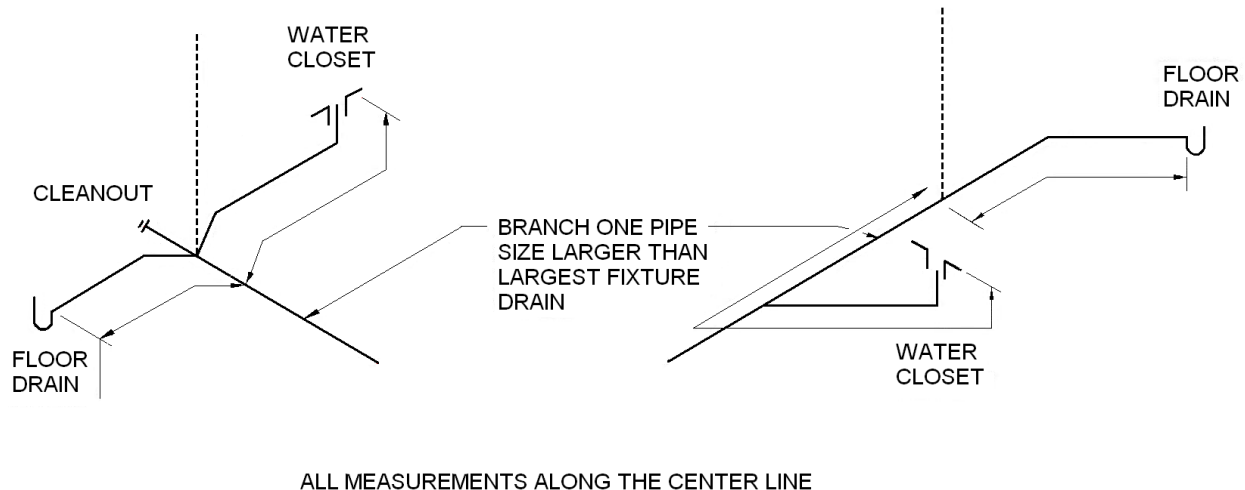 WATER
CLOSET
CLEANOUT
FLOOR
DRAIN
BRANCH ONE PIPE
SIZE LARGER THAN
LARGEST FIXTURE
DRAIN
FLOOR
DRAIN
WATER
CLOSET
ALL MEASUREMENTS ALONG THE CENTER LINE